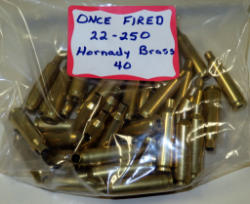 ONCE FIRED
22-250
Hornady Brass
40